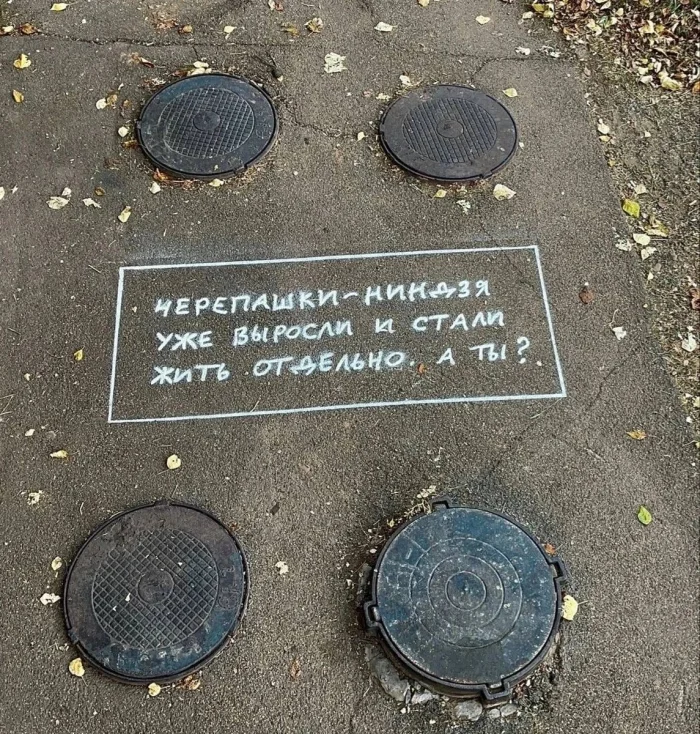 ЧЕРЕПАШКИ-НИНДЗЯ
УЖЕ ВЫРОСЛИ И СТАЛИ
ЖИТЬ ОТДЕЛЬНО. А ТЫ?